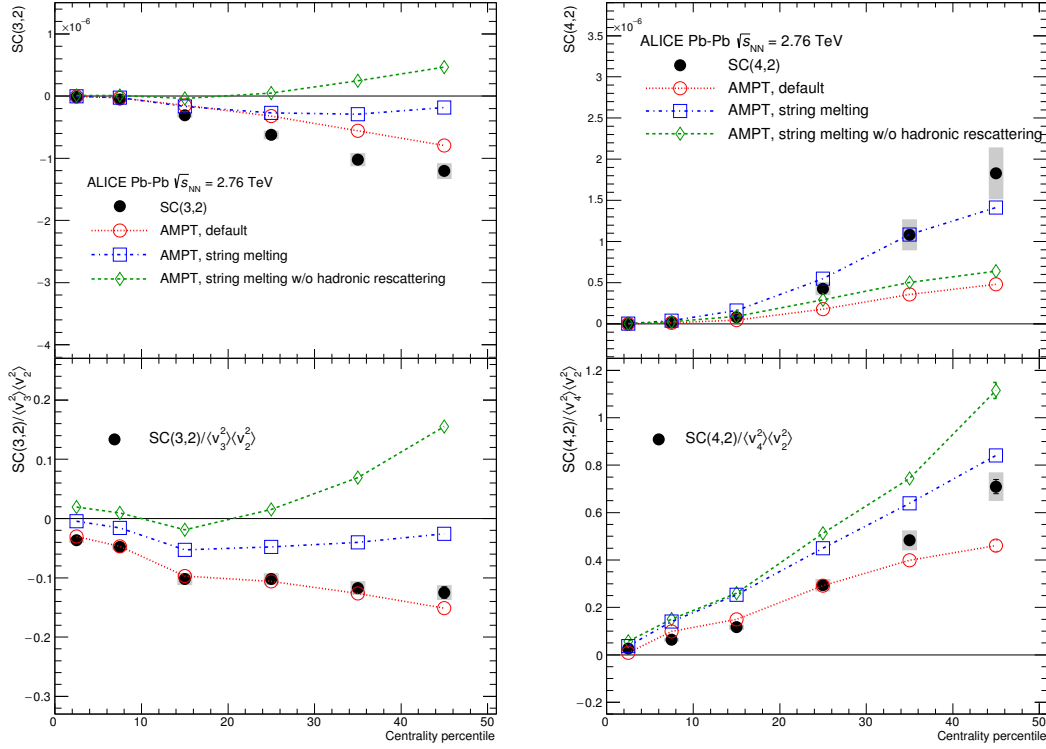 SC(3,2)
×10⁻⁶
1
0
−1
−2
−3
−4
ALICE Pb-Pb √s_NN = 2.76 TeV
SC(3,2)
AMPT, default
AMPT, string melting
AMPT, string melting w/o hadronic rescattering
SC(4,2)
×10⁻⁶
3.5
3
2.5
2
1.5
1
0.5
0
ALICE Pb-Pb √s_NN = 2.76 TeV
SC(4,2)
AMPT, default
AMPT, string melting
AMPT, string melting w/o hadronic rescattering
SC(3,2)/⟨v₃²⟩⟨v₂²⟩
0.2
0.1
0
−0.1
−0.2
−0.3
SC(3,2)/⟨v₃²⟩⟨v₂²⟩
0 10 20 30 40 50
Centrality percentile
SC(4,2)/⟨v₄²⟩⟨v₂²⟩
1.2
1
0.8
0.6
0.4
0.2
0
−0.2
SC(4,2)/⟨v₄²⟩⟨v₂²⟩
0 10 20 30 40 50
Centrality percentile